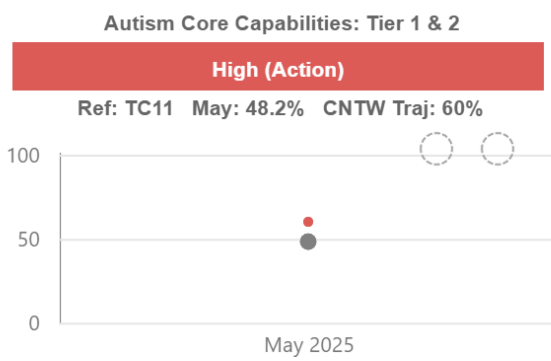 Autism Core Capabilities: Tier 1 & 2
High (Action)
Ref: TC11 May: 48.2% CNTW Traj: 60%
100
50
0
May 2025